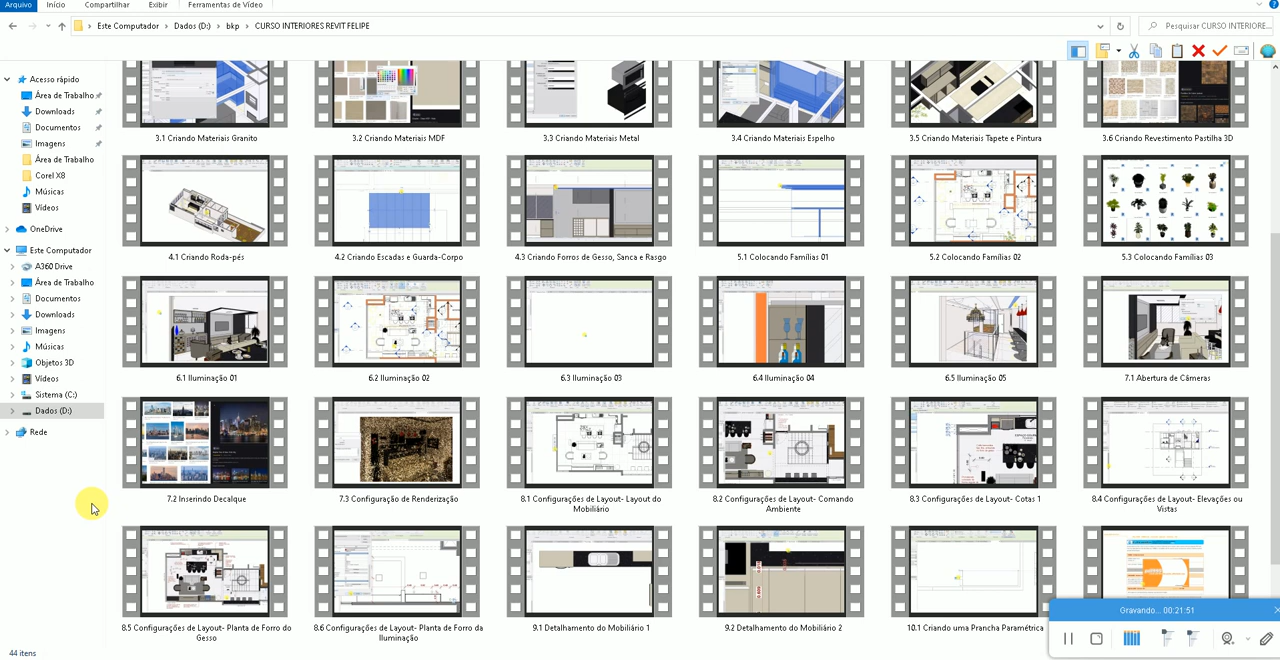 Arquivo Início Compartilhar Exibir Ferramentas de Vídeo
Este Computador Dados (D:) bkp CURSO INTERIORES REVIT FELIPE
Pesquisar CURSO INTERIORE...
Acesso rápido
Área de Trabalho
Downloads
Documentos
Imagens
Área de Trabalho
Corel X8
Músicas
Vídeos
OneDrive
Este Computador
A360 Drive
Área de Trabalho
Documentos
Downloads
Imagens
Músicas
Objetos 3D
Vídeos
Sistema (C:)
Dados (D:)
Rede
3.1 Criando Materiais Granito
3.2 Criando Materiais MDF
3.3 Criando Materiais Metal
3.4 Criando Materiais Espelho
3.5 Criando Materiais Tapete e Pintura
3.6 Criando Revestimento Pastilha 3D
4.1 Criando Roda-pés
4.2 Criando Escadas e Guarda-Corpo
4.3 Criando Forros de Gesso, Sanca e Rasgo
5.1 Colocando Famílias 01
5.2 Colocando Famílias 02
5.3 Colocando Famílias 03
6.1 Iluminação 01
6.2 Iluminação 02
6.3 Iluminação 03
6.4 Iluminação 04
6.5 Iluminação 05
7.1 Abertura de Câmeras
7.2 Inserindo Decalque
7.3 Configuração de Renderização
8.1 Configurações de Layout- Layout do
Mobiliário
8.2 Configurações de Layout- Comando
Ambiente
8.3 Configurações de Layout- Cotas 1
8.4 Configurações de Layout- Elevações ou
Vistas
8.5 Configurações de Layout- Planta de Forro do
Gesso
8.6 Configurações de Layout- Planta de Forro da
Iluminação
9.1 Detalhamento do Mobiliário 1
9.2 Detalhamento do Mobiliário 2
10.1 Criando uma Prancha Paramétrica
Gravando... 00:21:51
44 itens